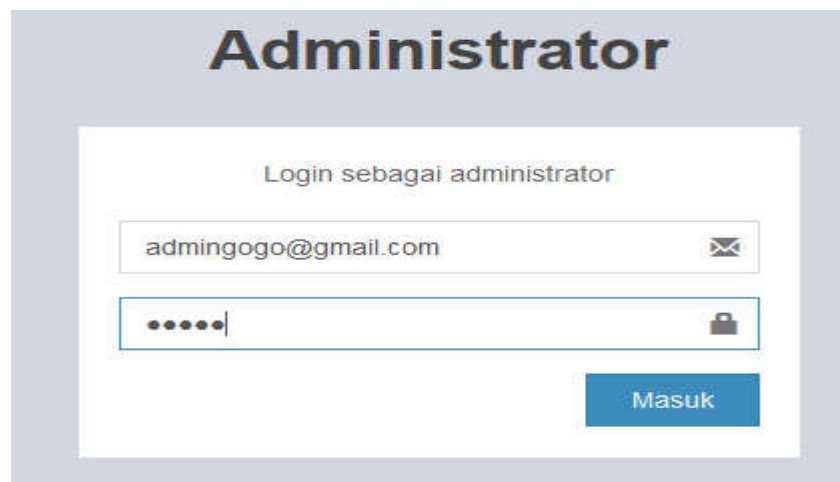 Administrator
Login sebagai administrator
admingogo@gmail.com
•••••
Masuk